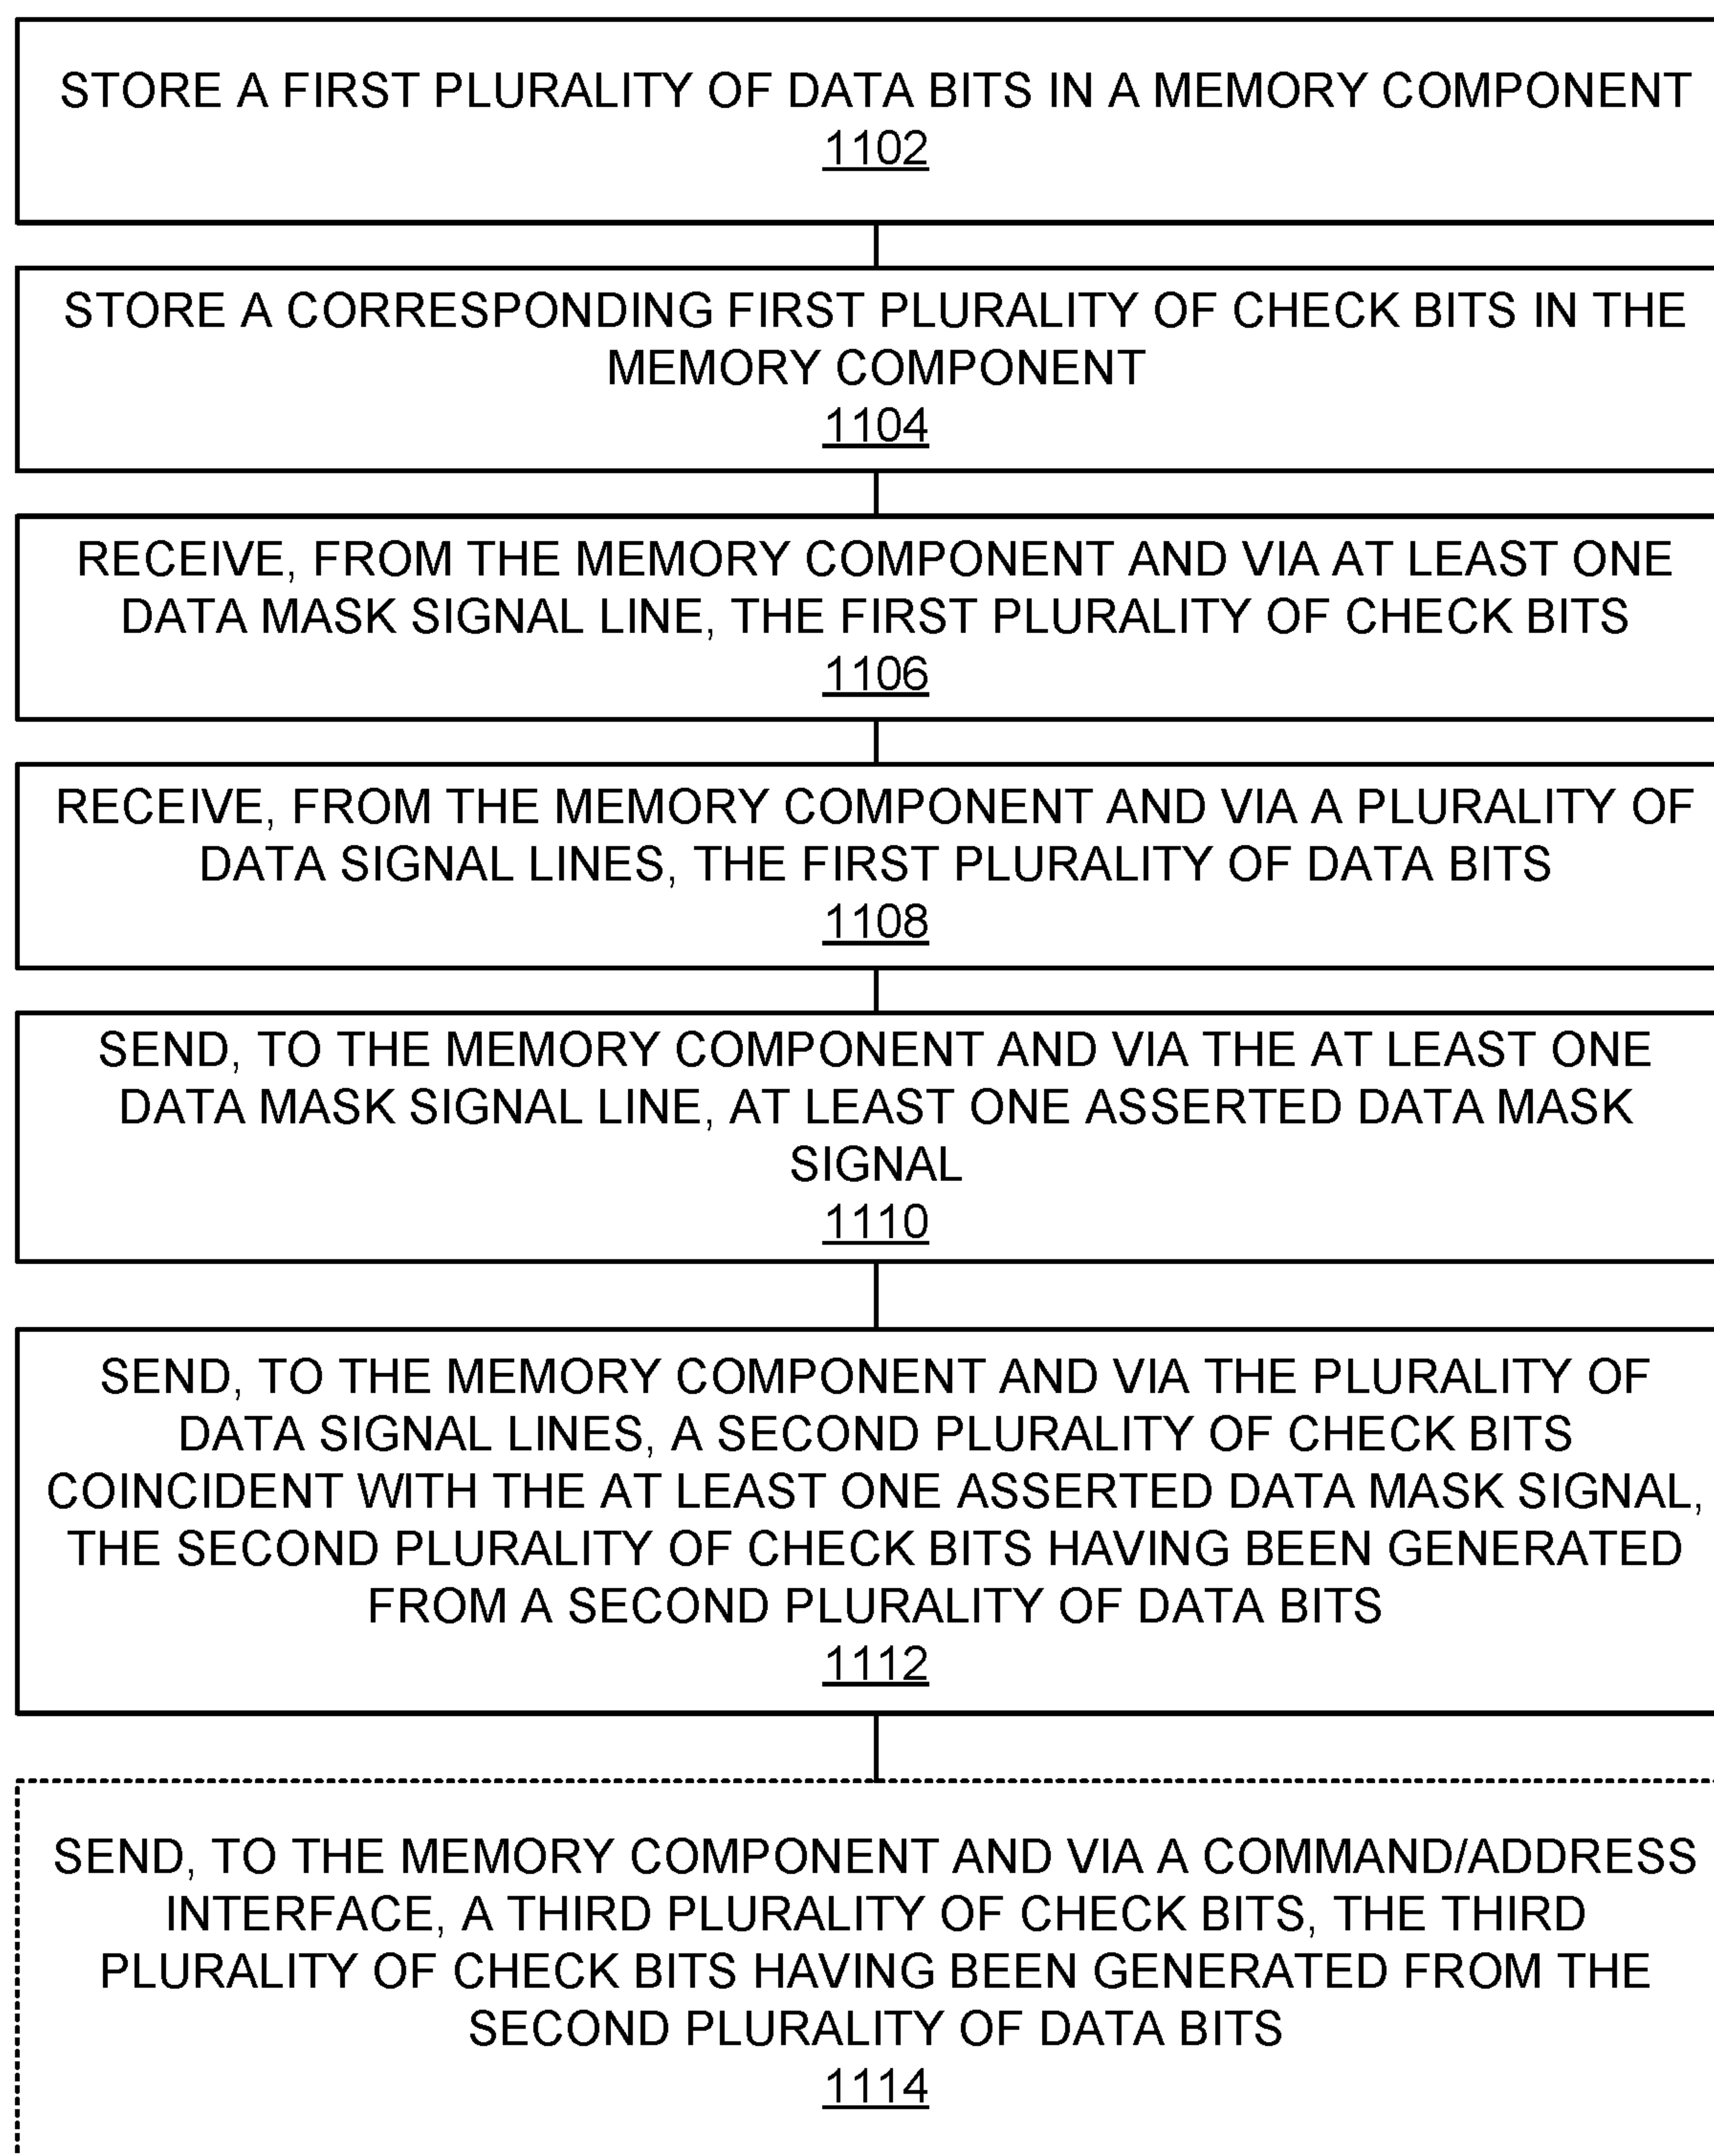 STORE A FIRST PLURALITY OF DATA BITS IN A MEMORY COMPONENT
1102
STORE A CORRESPONDING FIRST PLURALITY OF CHECK BITS IN THE
MEMORY COMPONENT
1104
RECEIVE, FROM THE MEMORY COMPONENT AND VIA AT LEAST ONE
DATA MASK SIGNAL LINE, THE FIRST PLURALITY OF CHECK BITS
1106
RECEIVE, FROM THE MEMORY COMPONENT AND VIA A PLURALITY OF
DATA SIGNAL LINES, THE FIRST PLURALITY OF DATA BITS
1108
SEND, TO THE MEMORY COMPONENT AND VIA THE AT LEAST ONE
DATA MASK SIGNAL LINE, AT LEAST ONE ASSERTED DATA MASK
SIGNAL
1110
SEND, TO THE MEMORY COMPONENT AND VIA THE PLURALITY OF
DATA SIGNAL LINES, A SECOND PLURALITY OF CHECK BITS
COINCIDENT WITH THE AT LEAST ONE ASSERTED DATA MASK SIGNAL,
THE SECOND PLURALITY OF CHECK BITS HAVING BEEN GENERATED
FROM A SECOND PLURALITY OF DATA BITS
1112
SEND, TO THE MEMORY COMPONENT AND VIA A COMMAND/ADDRESS
INTERFACE, A THIRD PLURALITY OF CHECK BITS, THE THIRD
PLURALITY OF CHECK BITS HAVING BEEN GENERATED FROM THE
SECOND PLURALITY OF DATA BITS
1114